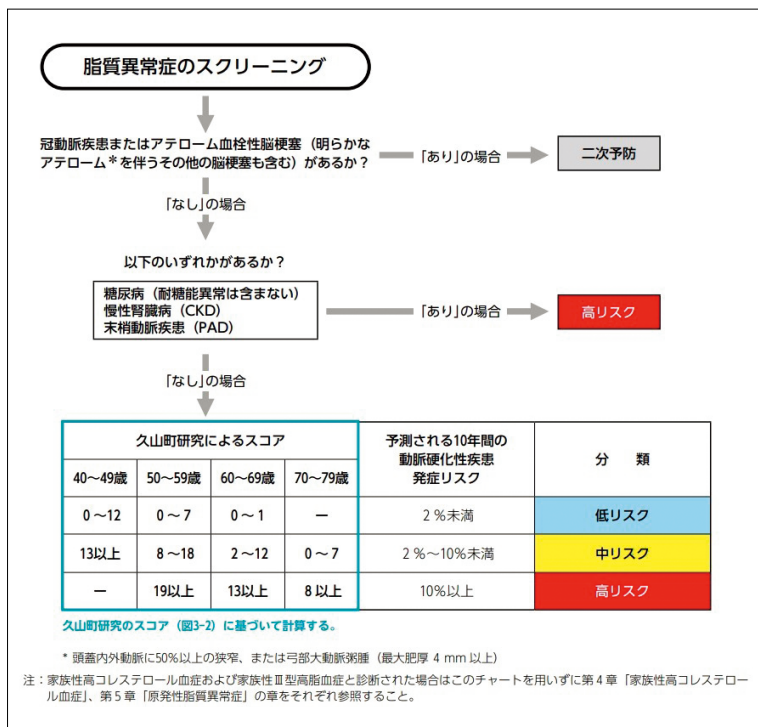 脂質異常症のスクリーニング
冠動脈疾患またはアテローム血栓性脳梗塞（明らかな
アテローム＊を伴うその他の脳梗塞も含む）があるか？
「あり」の場合
二次予防
「なし」の場合
以下のいずれかがあるか？
糖尿病（耐糖能異常は含まない）
慢性腎臓病（CKD）
末梢動脈疾患（PAD）
「あり」の場合
高リスク
「なし」の場合
久山町研究によるスコア
予測される10年間の
動脈硬化性疾患
発症リスク
分　類
40〜49歳 50〜59歳 60〜69歳 70〜79歳
0〜12 0〜7 0〜1 − 2％未満 低リスク
13以上 8〜18 2〜12 0〜7 2％〜10％未満 中リスク
− 19以上 13以上 8以上 10％以上 高リスク
久山町研究のスコア（図3-2）に基づいて計算する。
* 頭蓋内外動脈に50％以上の狭窄、または弓部大動脈粥腫（最大肥厚 4 mm 以上）
注：家族性高コレステロール血症および家族性Ⅲ型高脂血症と診断された場合はこのチャートを用いずに第4章「家族性高コレステロー
ル血症」、第5章「原発性脂質異常症」の章をそれぞれ参照すること。